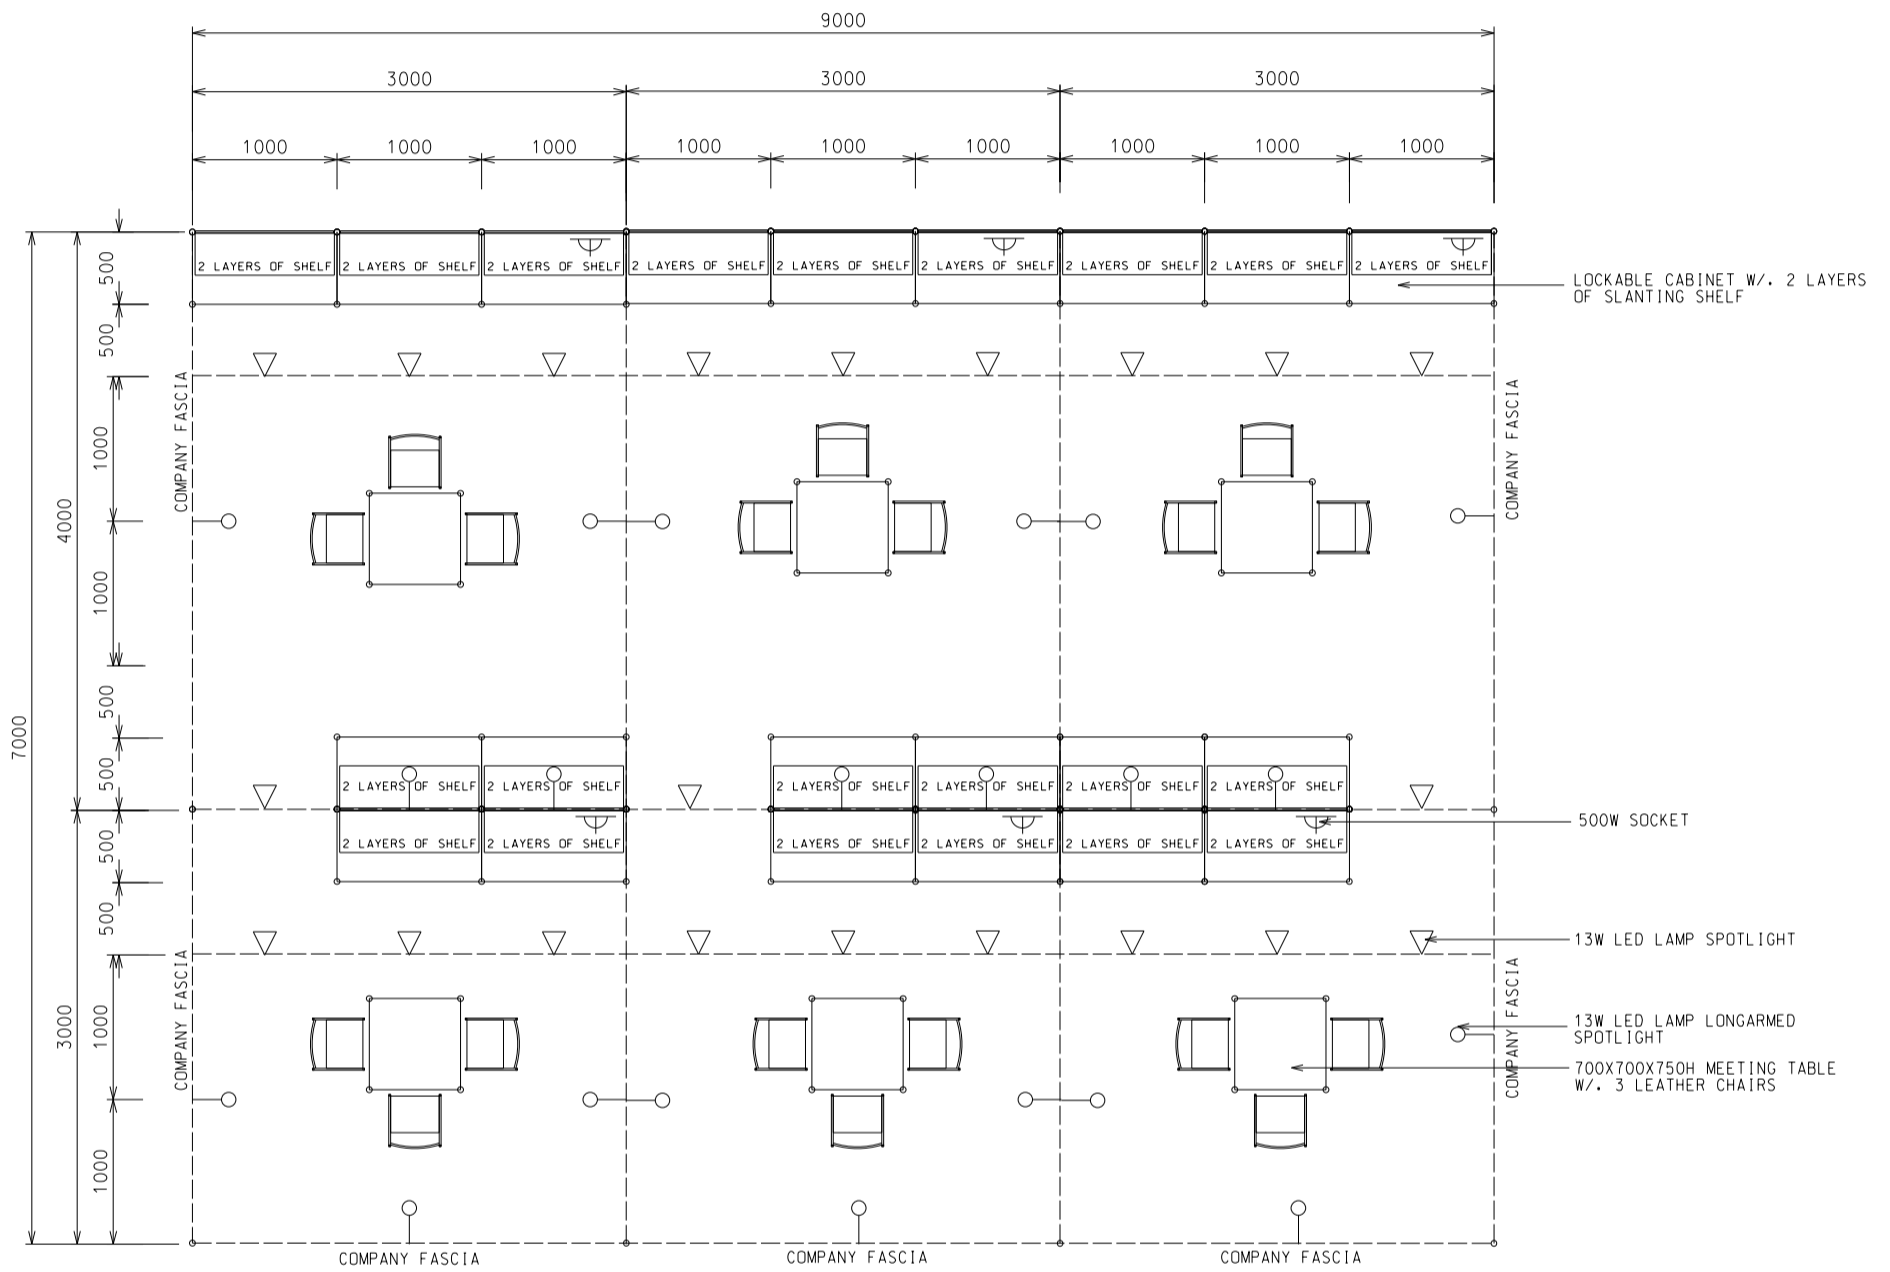 9000
3000 3000 3000
1000 1000 1000 1000 1000 1000 1000 1000 1000
500
2 LAYERS OF SHELF 2 LAYERS OF SHELF 2 LAYERS OF SHELF 2 LAYERS OF SHELF 2 LAYERS OF SHELF 2 LAYERS OF SHELF 2 LAYERS OF SHELF 2 LAYERS OF SHELF 2 LAYERS OF SHELF
LOCKABLE CABINET W/. 2 LAYERS
OF SLANTING SHELF
500
COMPANY FASCIA
COMPANY FASCIA
1000
4000
1000
500
7000
500
2 LAYERS OF SHELF 2 LAYERS OF SHELF 2 LAYERS OF SHELF 2 LAYERS OF SHELF 2 LAYERS OF SHELF 2 LAYERS OF SHELF
500W SOCKET
500
2 LAYERS OF SHELF 2 LAYERS OF SHELF 2 LAYERS OF SHELF 2 LAYERS OF SHELF 2 LAYERS OF SHELF 2 LAYERS OF SHELF
500
13W LED LAMP SPOTLIGHT
COMPANY FASCIA
COMPANY FASCIA
1000
3000
13W LED LAMP LONGARMED
SPOTLIGHT
700X700X750H MEETING TABLE
W/. 3 LEATHER CHAIRS
1000
COMPANY FASCIA COMPANY FASCIA COMPANY FASCIA